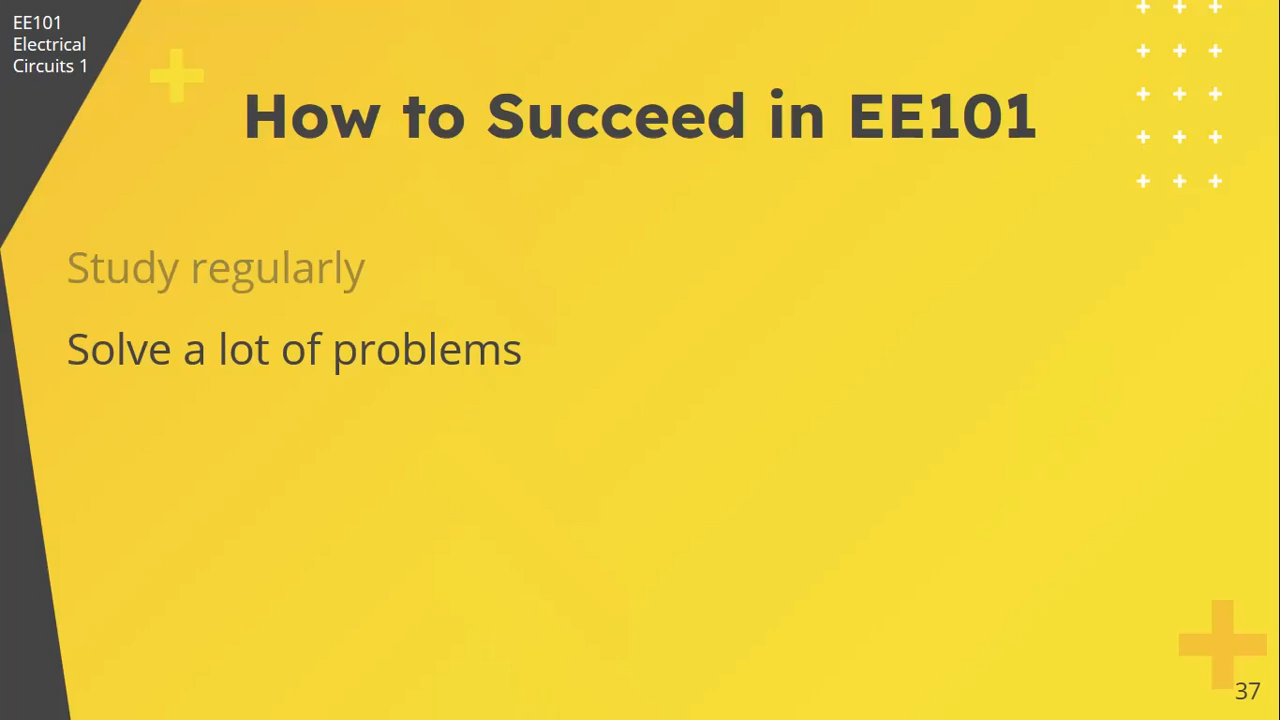 EE101
Electrical
Circuits 1
How to Succeed in EE101
Study regularly
Solve a lot of problems
37